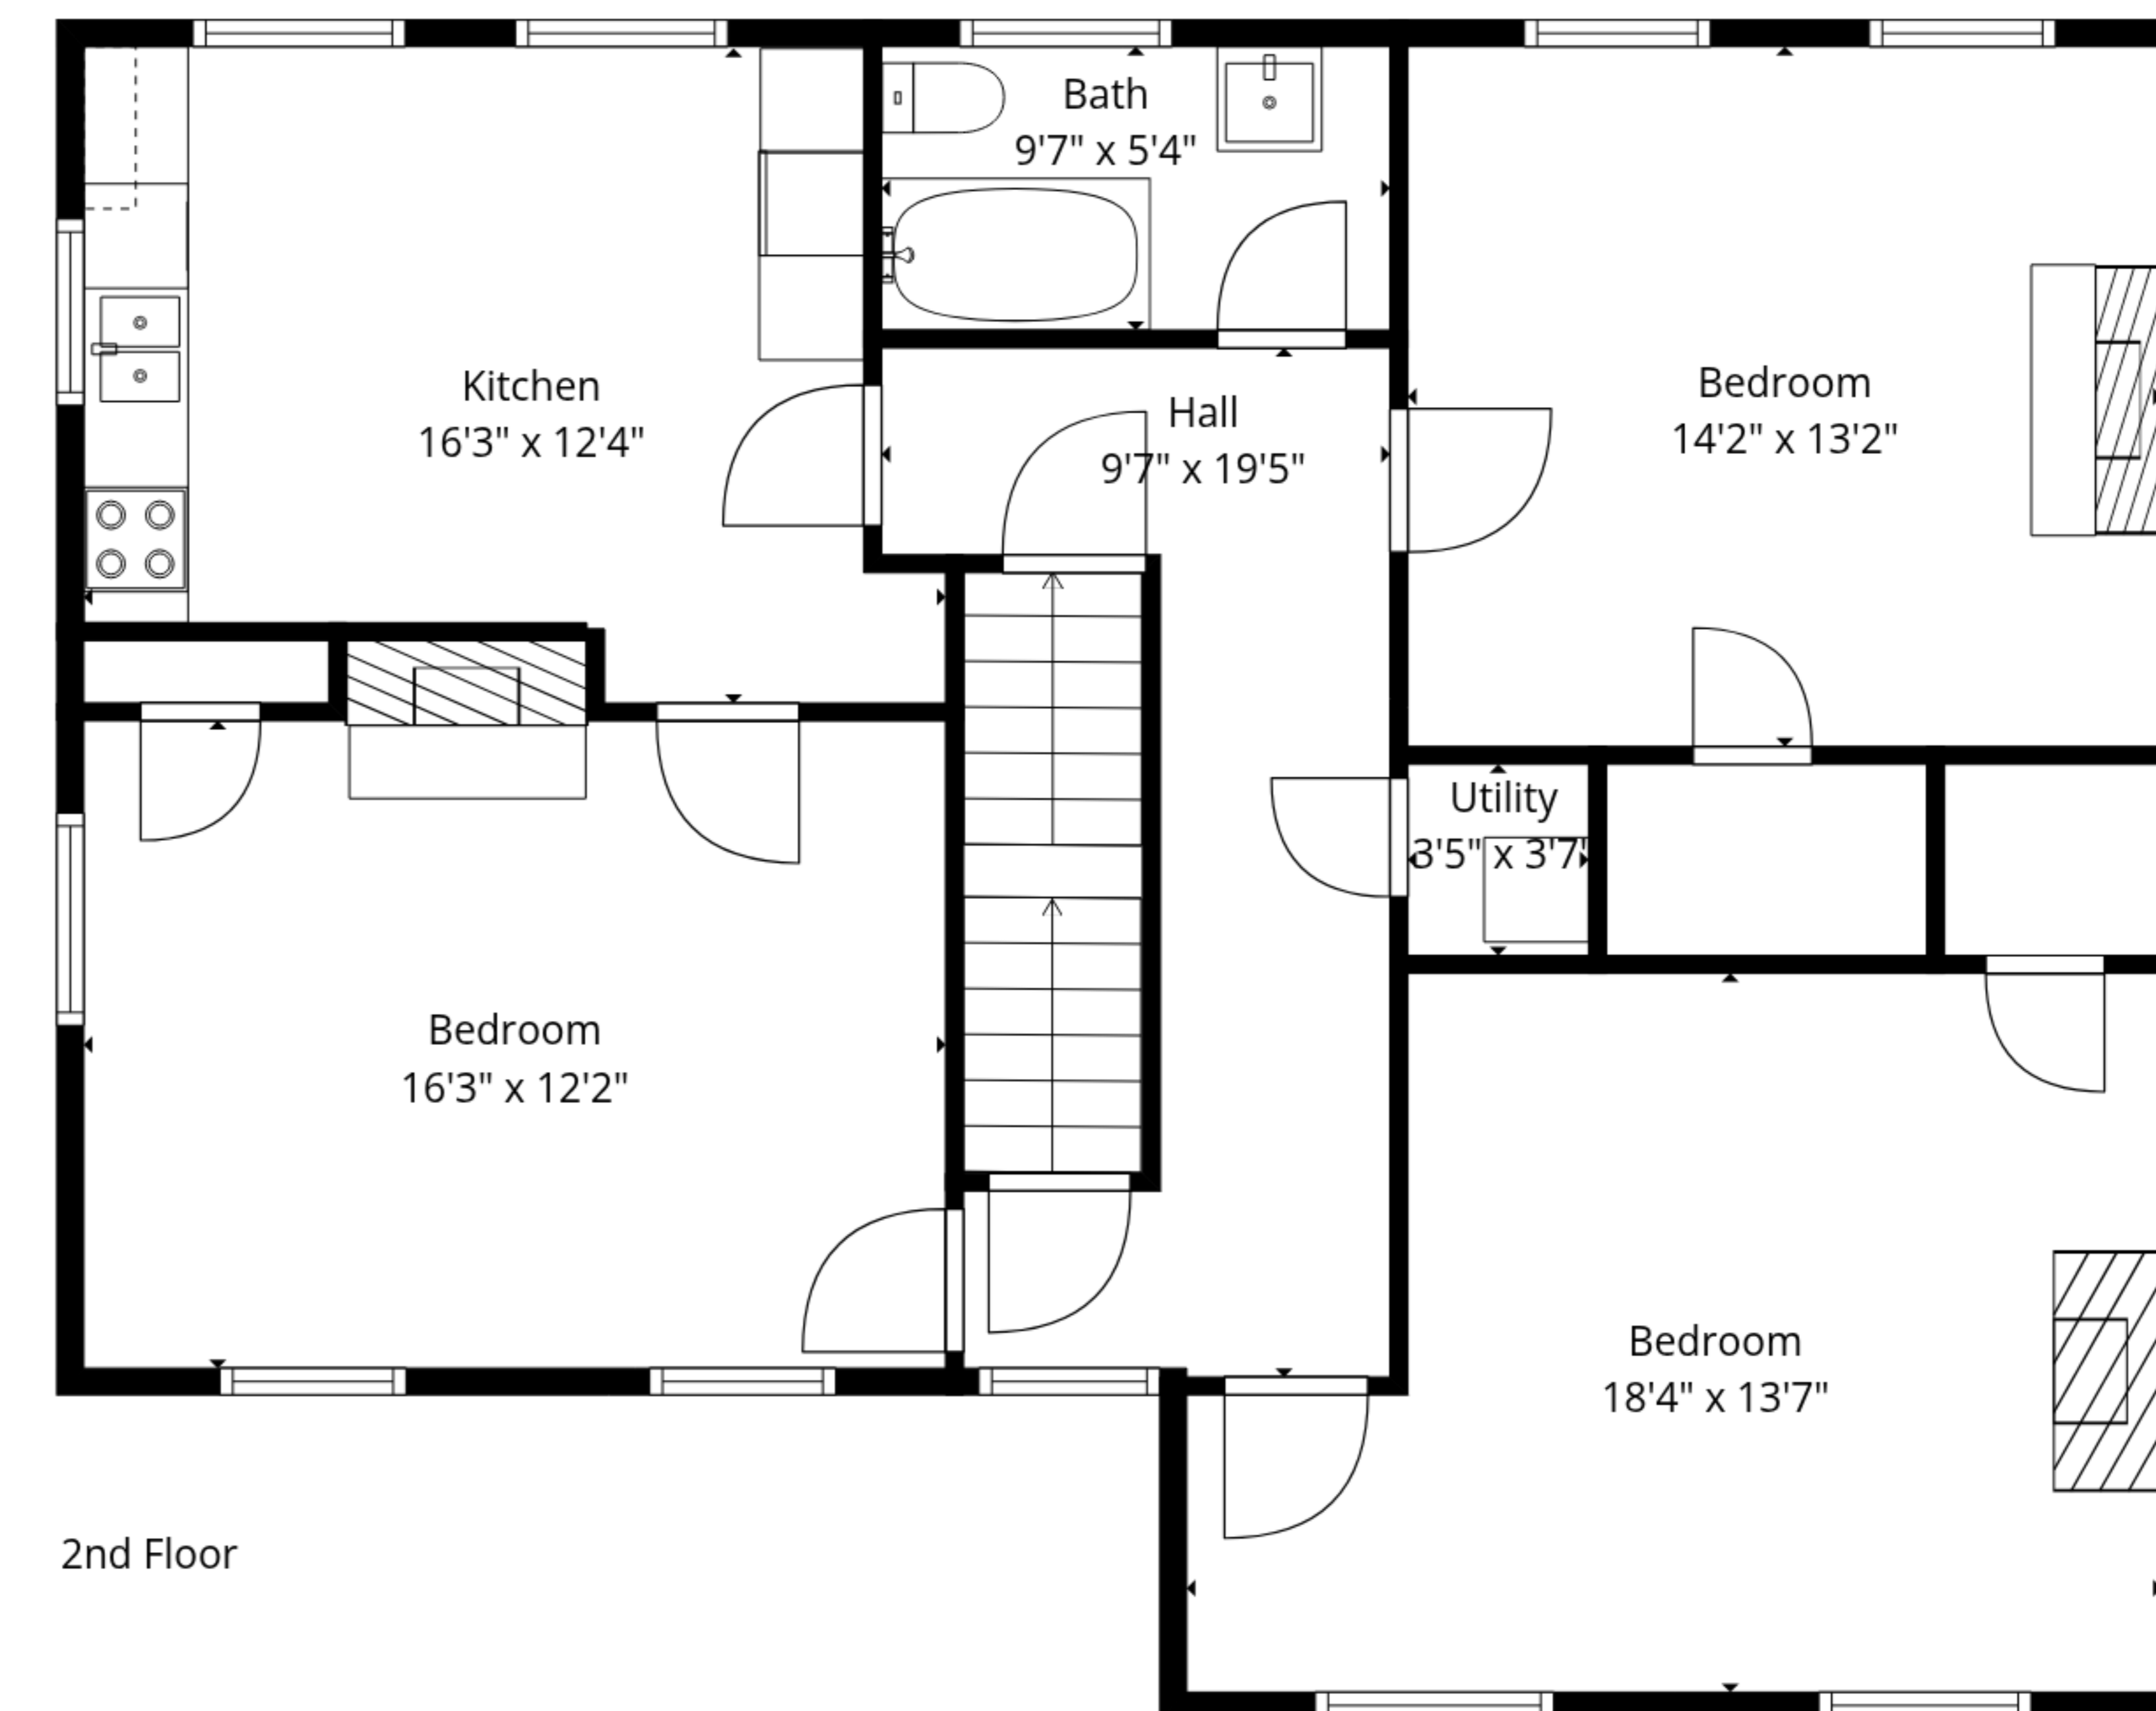 Bath
9'7" x 5'4"
Kitchen
16'3" x 12'4"
Hall
9'7" x 19'5"
Bedroom
14'2" x 13'2"
Utility
3'5" x 3'7"
Bedroom
16'3" x 12'2"
Bedroom
18'4" x 13'7"
2nd Floor